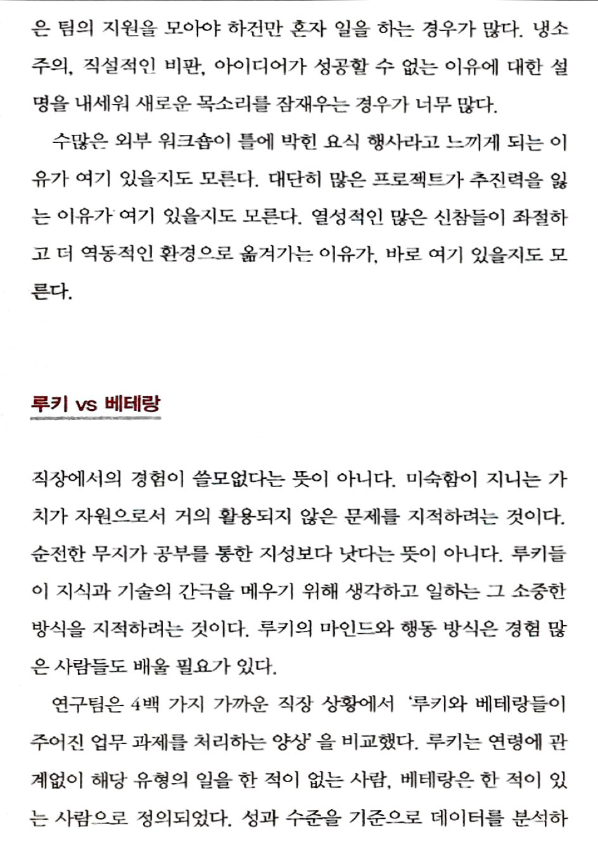 은 팀의 지원을 모아야 하건만 혼자 일을 하는 경우가 많다. 냉소
주의, 직설적인 비판, 아이디어가 성공할 수 없는 이유에 대한 설
명을 내세워 새로운 목소리를 잠재우는 경우가 너무 많다.
수많은 외부 워크숍이 틀에 박힌 요식 행사라고 느끼게 되는 이
유가 여기 있을지도 모른다. 대단히 많은 프로젝트가 추진력을 잃
는 이유가 여기 있을지도 모른다. 열성적인 많은 신참들이 좌절하
고 더 역동적인 환경으로 옮겨가는 이유가, 바로 여기 있을지도 모
른다.
루키 vs 베테랑
직장에서의 경험이 쓸모없다는 뜻이 아니다. 미숙함이 지니는 가
치가 자원으로서 거의 활용되지 않은 문제를 지적하려는 것이다.
순전한 무지가 공부를 통한 지성보다 낫다는 뜻이 아니다. 루키들
이 지식과 기술의 간극을 메우기 위해 생각하고 일하는 그 소중한
방식을 지적하려는 것이다. 루키의 마인드와 행동 방식은 경험 많
은 사람들도 배울 필요가 있다.
연구팀은 4백 가지 가까운 직장 상황에서 ‘루키와 베테랑들이
주어진 업무 과제를 처리하는 양상’을 비교했다. 루키는 연령에 관
계없이 해당 유형의 일을 한 적이 없는 사람, 베테랑은 한 적이 있
는 사람으로 정의되었다. 성과 수준을 기준으로 데이터를 분석하